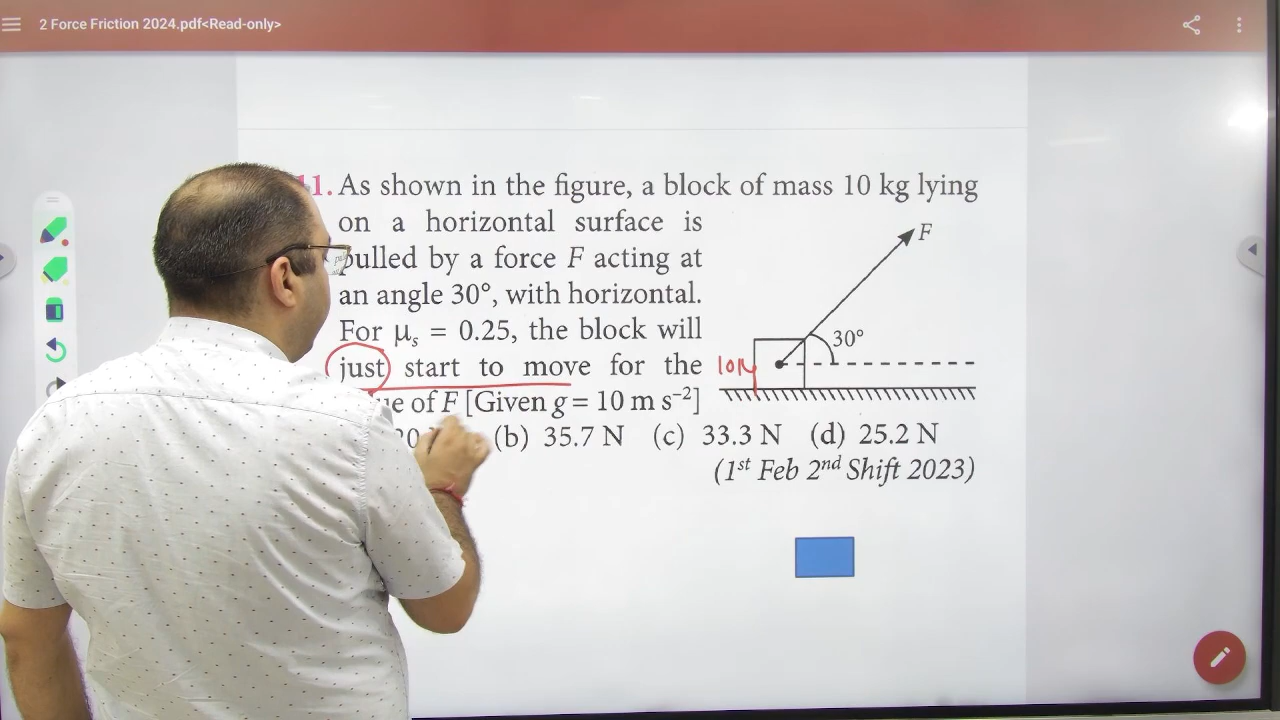 2 Force Friction 2024.pdf<Read-only>
11. As shown in the figure, a block of mass 10 kg lying
on a horizontal surface is
pulled by a force F acting at
an angle 30°, with horizontal.
For μₛ = 0.25, the block will
just start to move for the
of F [Given g = 10 m s⁻²]
(b) 35.7 N (c) 33.3 N (d) 25.2 N
(1st Feb 2nd Shift 2023)
F
30°